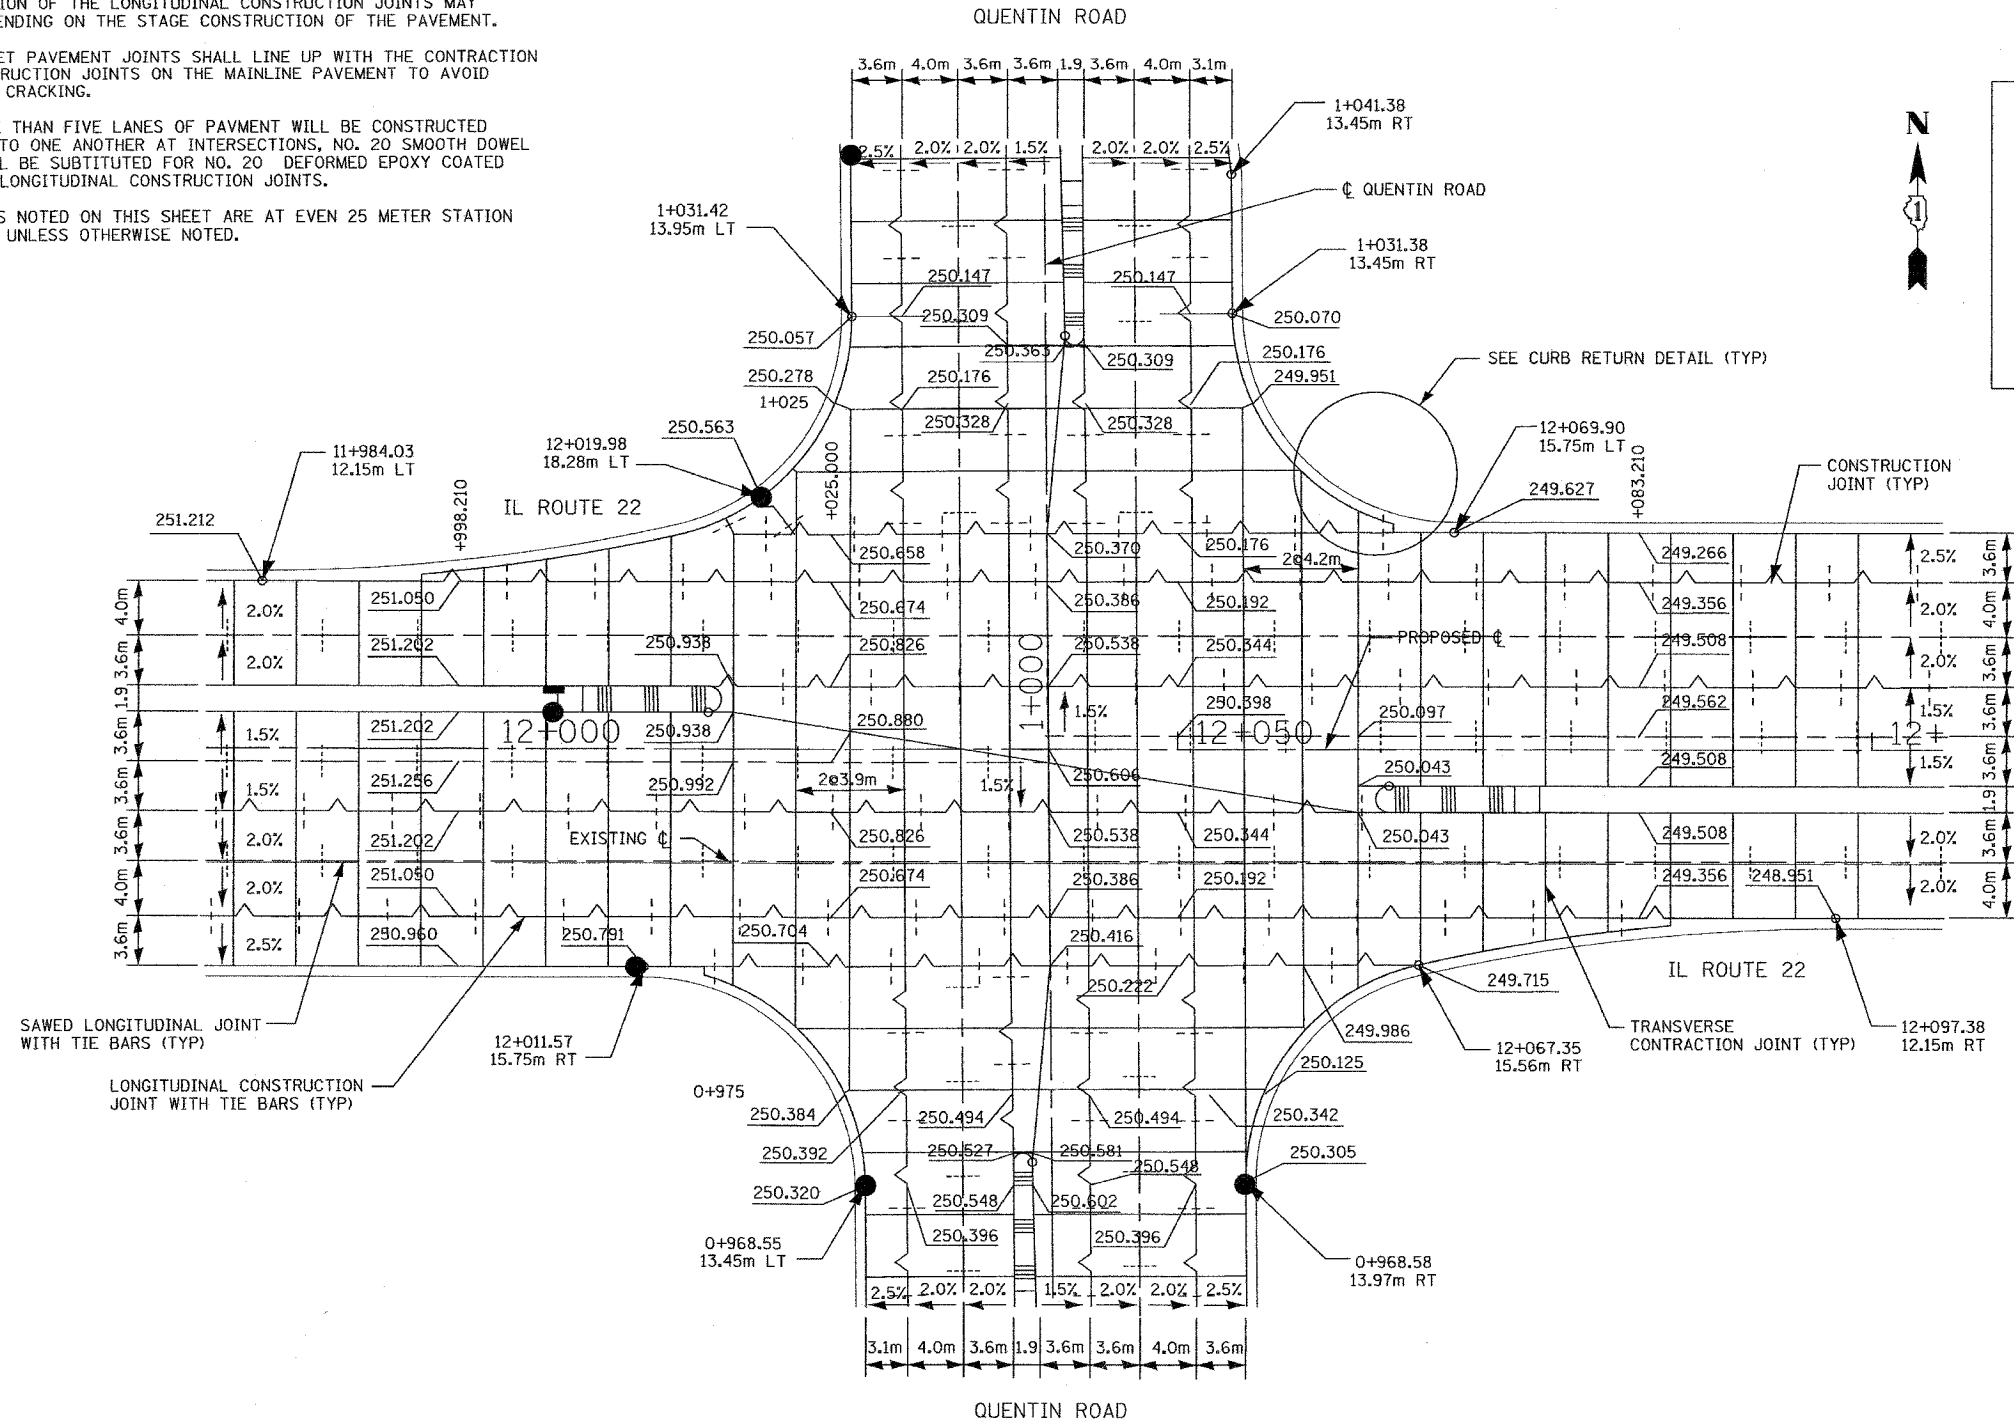 TION OF THE LONGITUDINAL CONSTRUCTION JOINTS MAY
ENDING ON THE STAGE CONSTRUCTION OF THE PAVEMENT.
ET PAVEMENT JOINTS SHALL LINE UP WITH THE CONTRACTION
RUCTION JOINTS ON THE MAINLINE PAVEMENT TO AVOID
CRACKING.
THAN FIVE LANES OF PAVMENT WILL BE CONSTRUCTED
TO ONE ANOTHER AT INTERSECTIONS, NO. 20 SMOOTH DOWEL
L BE SUBTITUTED FOR NO. 20 DEFORMED EPOXY COATED
LONGITUDINAL CONSTRUCTION JOINTS.
S NOTED ON THIS SHEET ARE AT EVEN 25 METER STATION
UNLESS OTHERWISE NOTED.
QUENTIN ROAD
3.6m 4.0m 3.6m 3.6m 1.9 3.6m 4.0m 3.1m
2.5% 2.0% 2.0% 1.5% 2.0% 2.0% 2.5%
1+041.38
13.45m RT
N
1
℄ QUENTIN ROAD
1+031.42
13.95m LT
1+031.38
13.45m RT
250.147 250.147
250.309
250.070
250.057
250.363 250.309 250.176
SEE CURB RETURN DETAIL (TYP)
250.278
1+025
250.176
249.951
250.328 250.328
250.563
12+019.98
18.28m LT
11+984.03
12.15m LT
12+069.90
15.75m LT
CONSTRUCTION
JOINT (TYP)
+998.210
IL ROUTE 22
+025.000
249.627
+083.210
251.212
250.658 250.370 250.176 249.266
2@4.2m
2.5% 3.6m
4.0m 2.0% 251.050 250.674 250.386 250.192 249.356 2.0% 4.0m
3.6m 2.0% 251.202 250.938 250.826 250.538 250.344 PROPOSED ℄ 249.508 2.0% 3.6m
1.9
1+000
1.5%
250.398 250.097 249.562 1.5% 3.6m
3.6m 1.5% 251.202 12+000 250.938 250.880 12+050 12+
3.6m 1.5% 251.256 250.992 2@3.9m 1.5% 250.606 250.043 249.508 1.5% 3.6m
1.9
3.6m 2.0% 251.202 EXISTING ℄ 250.826 250.538 250.344 250.043 249.508 2.0% 3.6m
4.0m 2.0% 251.050 250.674 250.386 250.192 249.356 248.951 2.0% 4.0m
3.6m 2.5% 250.960 250.791 250.704 250.416
250.222
249.715
IL ROUTE 22
SAWED LONGITUDINAL JOINT
WITH TIE BARS (TYP)
12+011.57
15.75m RT
249.986
12+067.35
15.56m RT
TRANSVERSE
CONTRACTION JOINT (TYP)
12+097.38
12.15m RT
LONGITUDINAL CONSTRUCTION
JOINT WITH TIE BARS (TYP)
0+975
250.125
250.384 250.494 250.494 250.342
250.392 250.527 250.581 250.305
250.548
250.320 250.548 250.602
250.396 250.396
0+968.55
13.45m LT
0+968.58
13.97m RT
2.5% 2.0% 2.0% 1.5% 2.0% 2.0% 2.5%
3.1m 4.0m 3.6m 1.9 3.6m 3.6m 4.0m 3.6m
QUENTIN ROAD